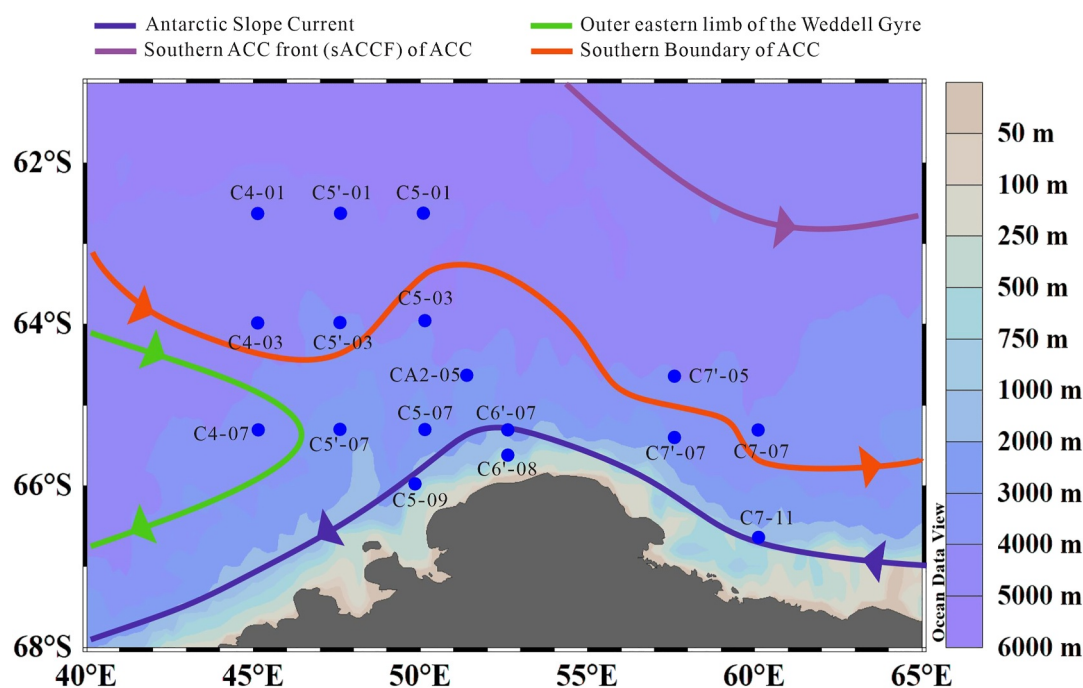 Antarctic Slope Current
Outer eastern limb of the Weddell Gyre
Southern ACC front (sACCF) of ACC
Southern Boundary of ACC
62°S
64°S
66°S
68°S
C4-01
C5'-01
C5-01
C5-03
C4-03
C5'-03
CA2-05
C7'-05
C5-07
C6'-07
C4-07
C5'-07
C7'-07
C7-07
C6'-08
C5-09
C7-11
40°E
45°E
50°E
55°E
60°E
65°E
Ocean Data View
50 m
100 m
250 m
500 m
750 m
1000 m
2000 m
3000 m
4000 m
5000 m
6000 m